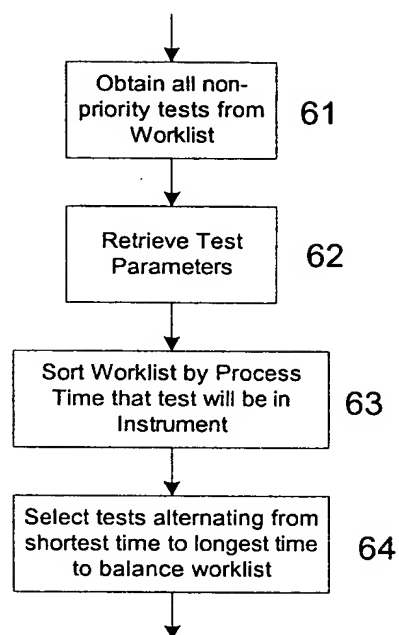 Obtain all non-
priority tests from
Worklist
61
Retrieve Test
Parameters
62
Sort Worklist by Process
Time that test will be in
Instrument
63
Select tests alternating from
shortest time to longest time
to balance worklist
64